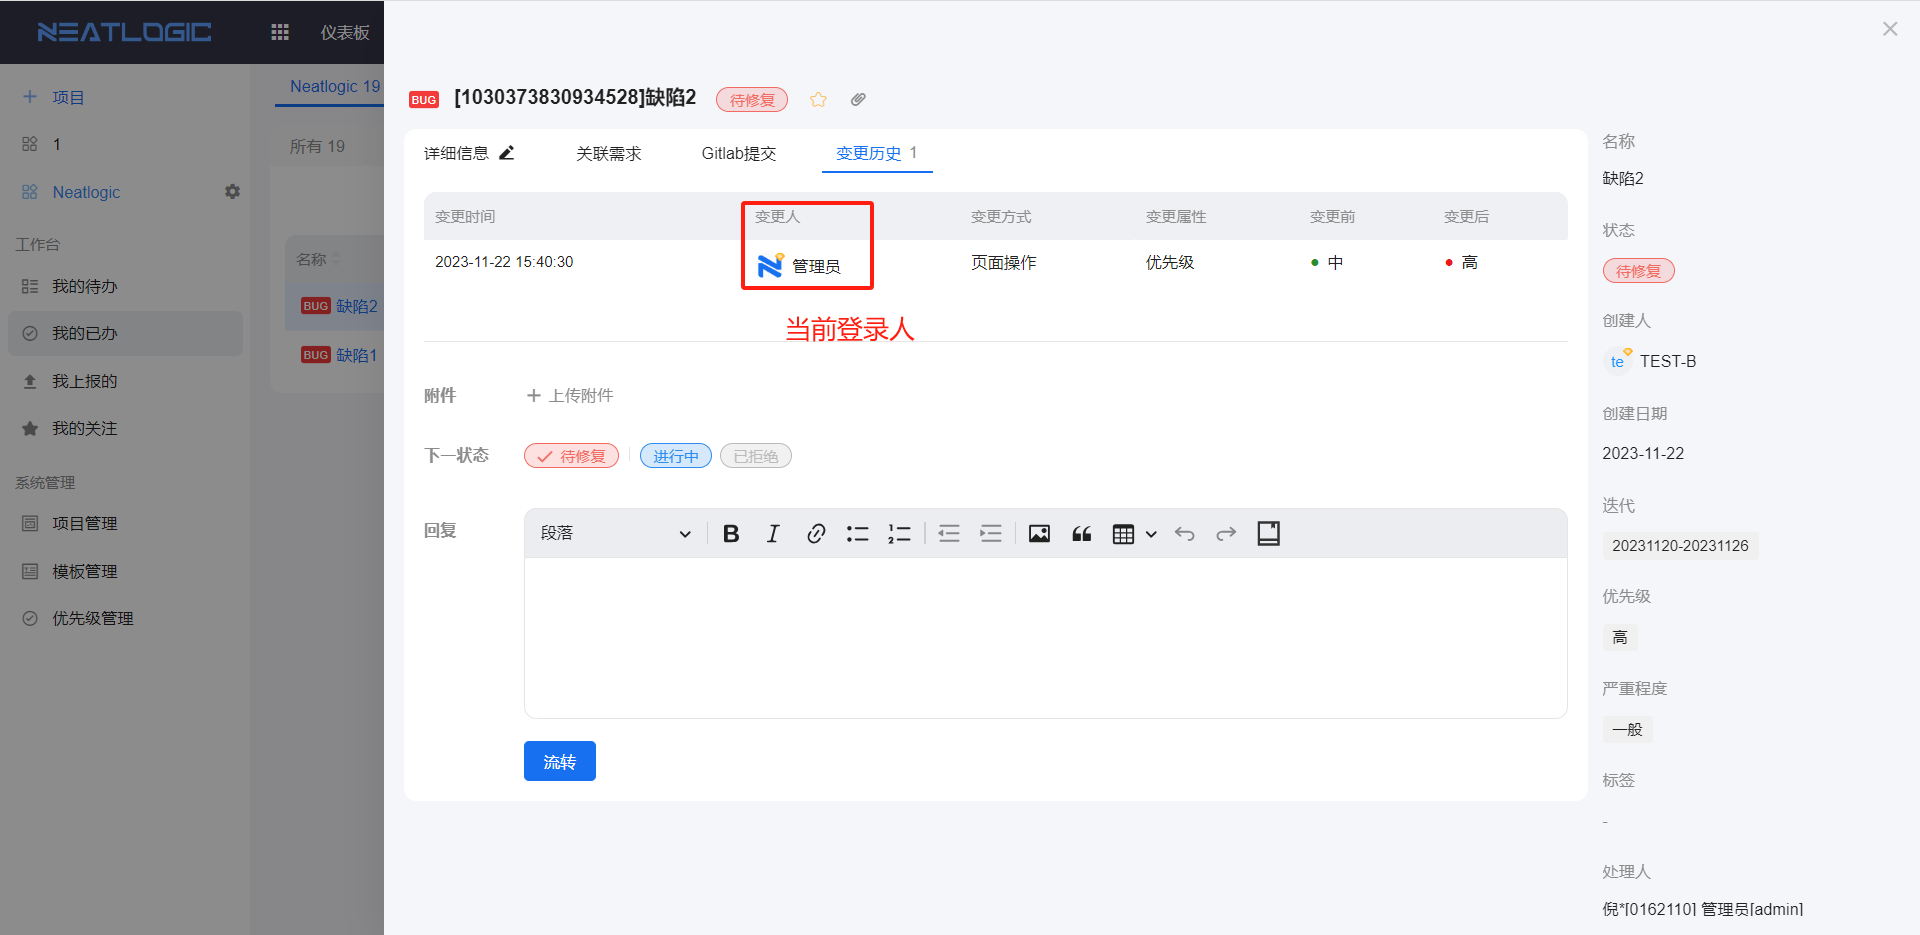 NEATLOGIC
仪表板
项目
1
Neatlogic
工作台
我的待办
我的已办
我上报的
我的关注
系统管理
项目管理
模板管理
优先级管理
Neatlogic 19
所有 19
名称
BUG 缺陷2
BUG 缺陷1
BUG [1030373830934528]缺陷2 待修复
详细信息 关联需求 Gitlab提交 变更历史 1
变更时间 变更人 变更方式 变更属性 变更前 变更后
2023-11-22 15:40:30 管理员 页面操作 优先级 中 高
当前登录人
附件 上传附件
下一状态 待修复 进行中 已拒绝
回复 段落
流转
名称
缺陷2
状态
待修复
创建人
te TEST-B
创建日期
2023-11-22
迭代
20231120-20231126
优先级
高
严重程度
一般
标签
-
处理人
倪*[0162110] 管理员[admin]